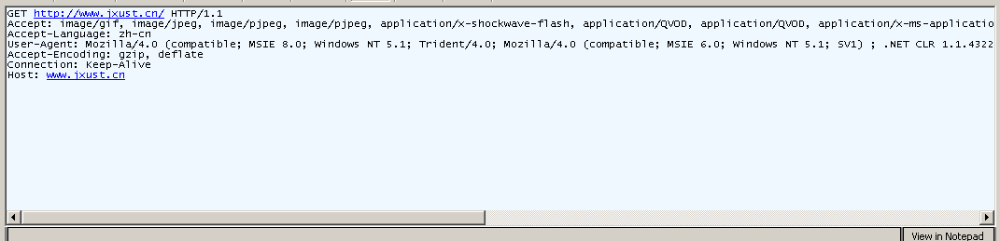 GET http://www.jxust.cn/ HTTP/1.1
Accept: image/gif, image/jpeg, image/pjpeg, image/pjpeg, application/x-shockwave-flash, application/QVOD, application/QVOD, application/x-ms-applicatio
Accept-Language: zh-cn
User-Agent: Mozilla/4.0 (compatible; MSIE 8.0; Windows NT 5.1; Trident/4.0; Mozilla/4.0 (compatible; MSIE 6.0; Windows NT 5.1; SV1) ; .NET CLR 1.1.4322
Accept-Encoding: gzip, deflate
Connection: Keep-Alive
Host: www.jxust.cn
View in Notepad